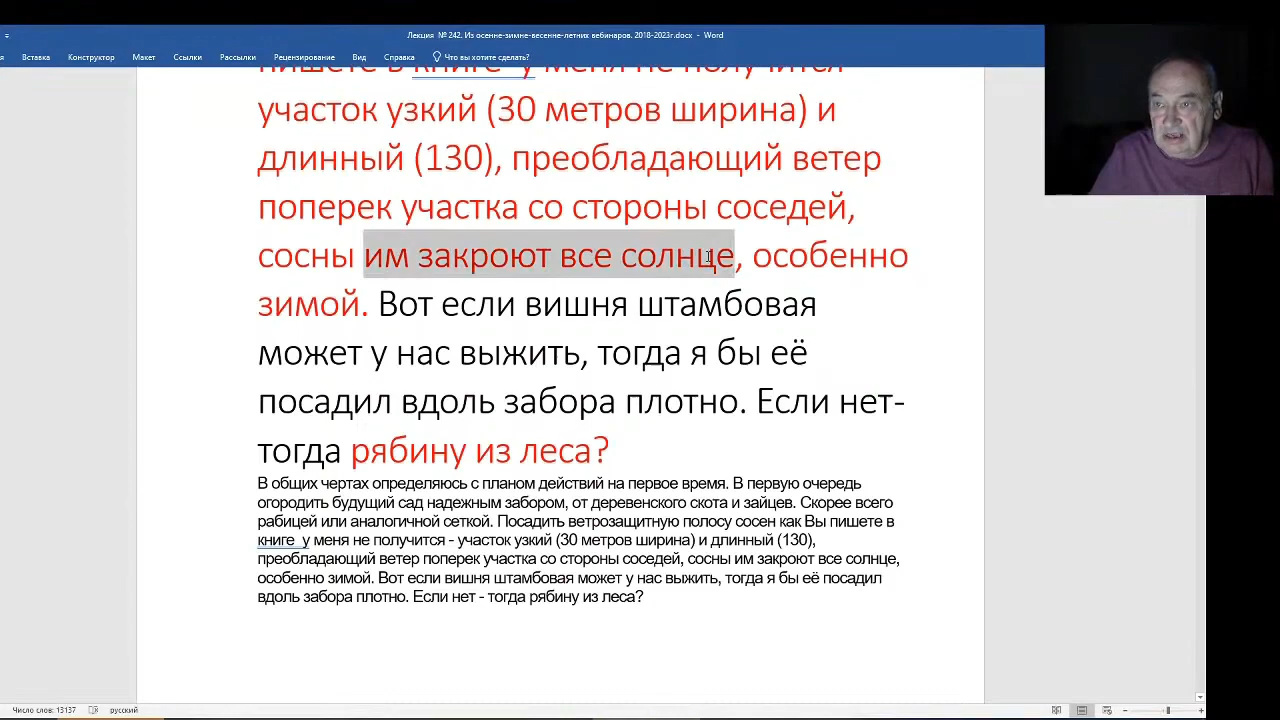 Лекция № 242. Из осенне-зимне-весенне-летних вебинаров. 2018-2023г.docx - Word
Вставка Конструктор Макет Ссылки Рассылки Рецензирование Вид Справка Что вы хотите сделать?
пишете в книге у меня не получится
участок узкий (30 метров ширина) и
длинный (130), преобладающий ветер
поперек участка со стороны соседей,
сосны им закроют все солнце, особенно
зимой. Вот если вишня штамбовая
может у нас выжить, тогда я бы её
посадил вдоль забора плотно. Если нет-
тогда рябину из леса?
В общих чертах определяюсь с планом действий на первое время. В первую очередь
огородить будущий сад надежным забором, от деревенского скота и зайцев. Скорее всего
рабицей или аналогичной сеткой. Посадить ветрозащитную полосу сосен как Вы пишете в
книге у меня не получится - участок узкий (30 метров ширина) и длинный (130),
преобладающий ветер поперек участка со стороны соседей, сосны им закроют все солнце,
особенно зимой. Вот если вишня штамбовая может у нас выжить, тогда я бы её посадил
вдоль забора плотно. Если нет - тогда рябину из леса?
Число слов: 13137 русский